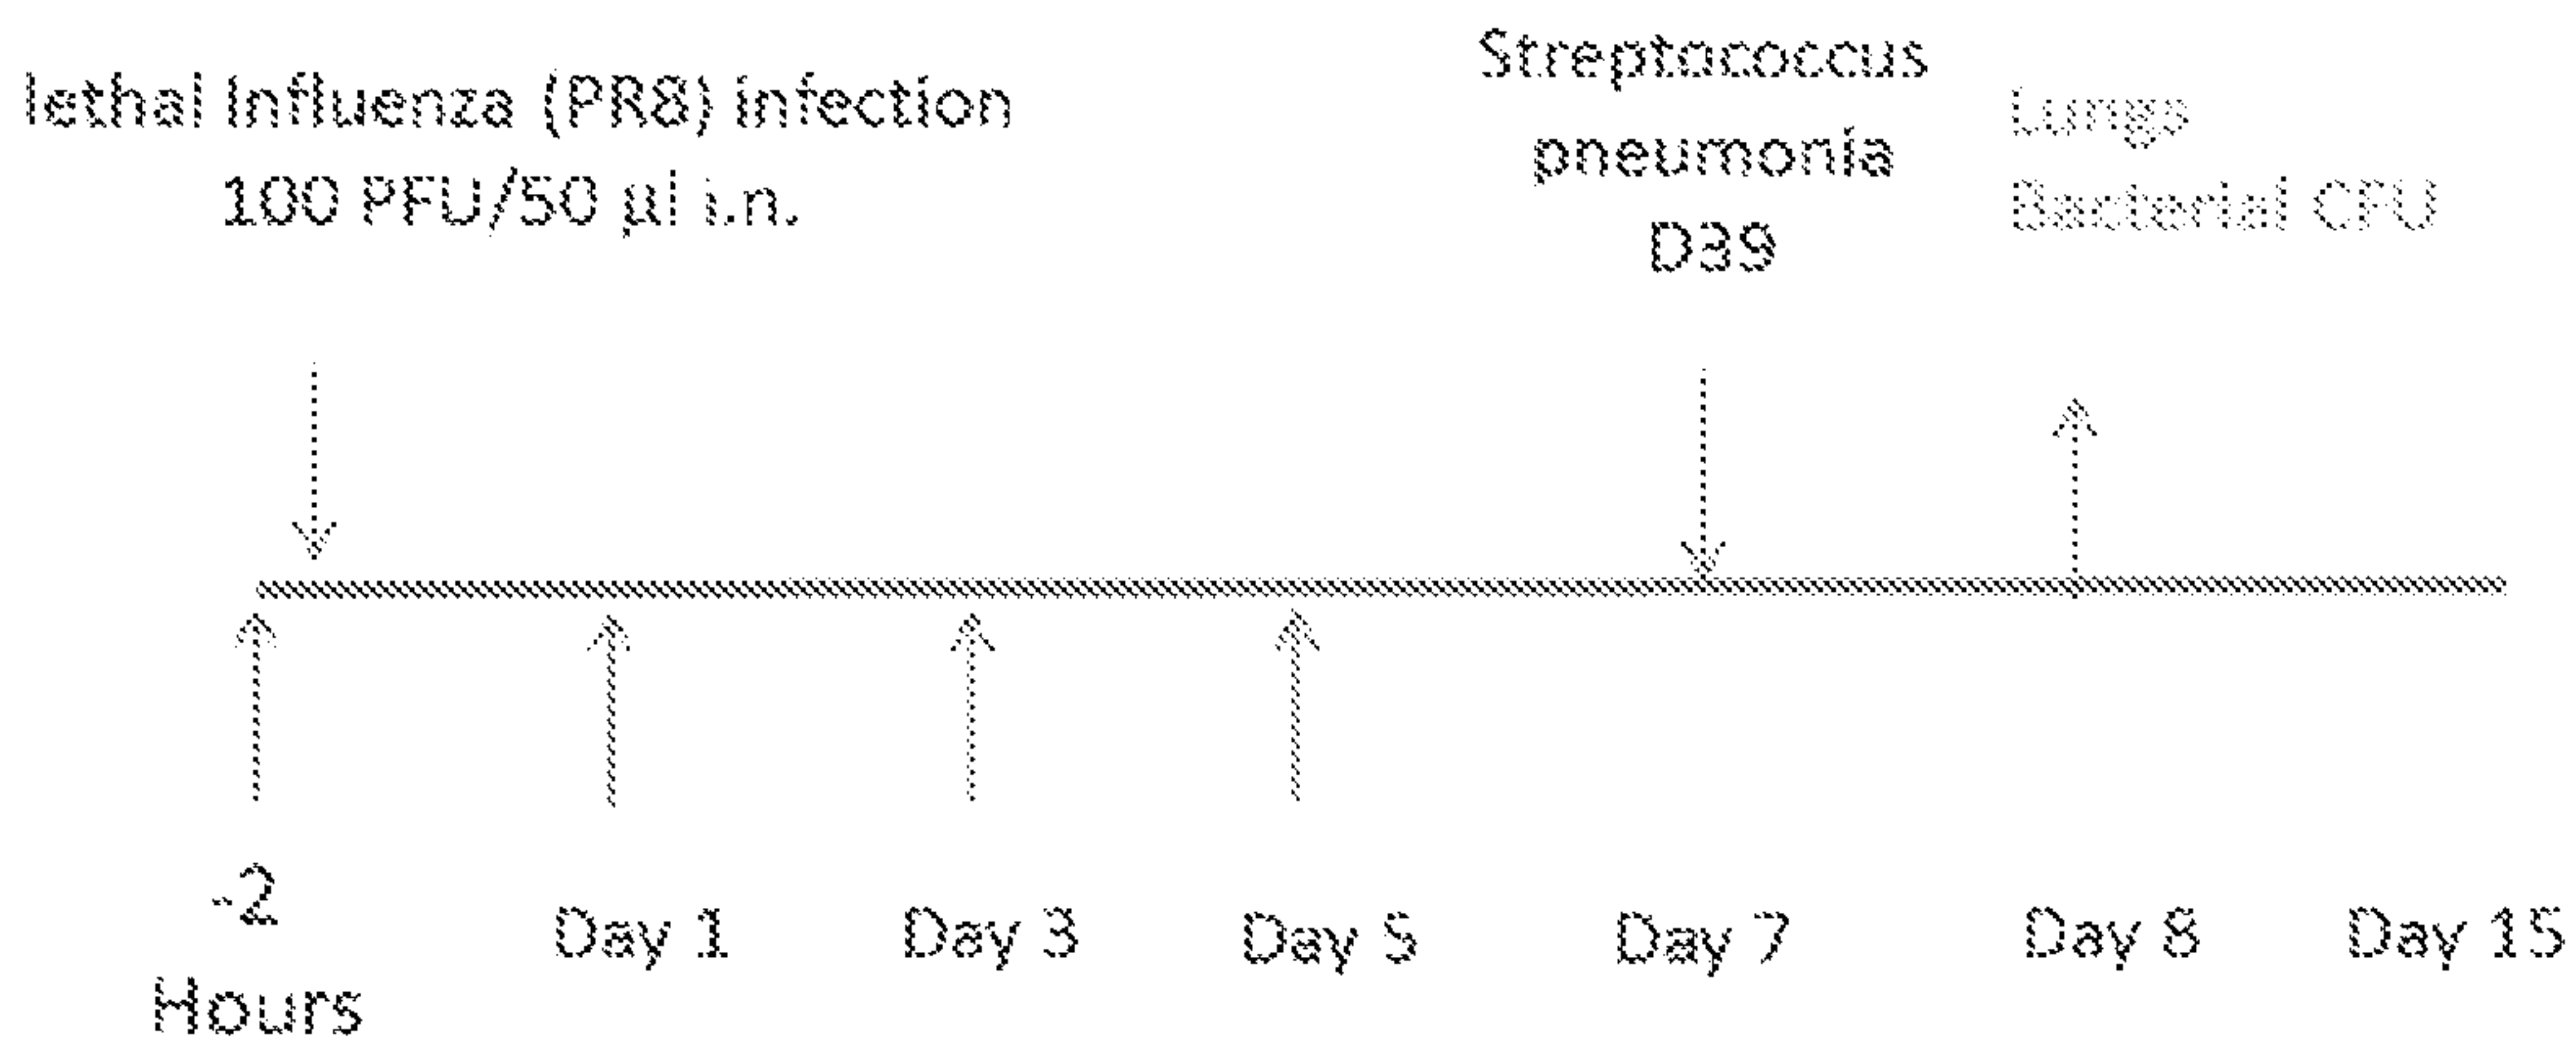 lethal Influenza (PR8) infection
100 PFU/50 µl i.n.
Streptococcus
pneumonia
D39
Lungs
Bacterial CFU
-2
Hours
Day 1
Day 3
Day 5
Day 7
Day 8
Day 15